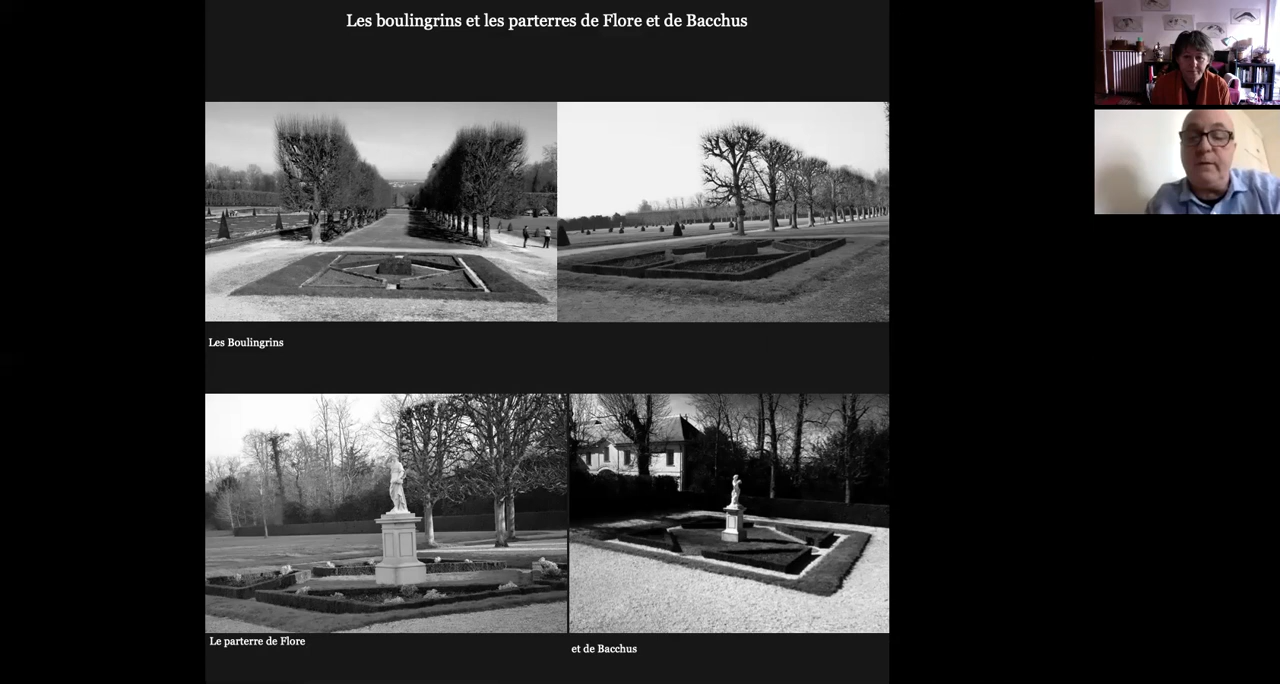 Les boulingrins et les parterres de Flore et de Bacchus
Les Boulingrins
Le parterre de Flore
et de Bacchus